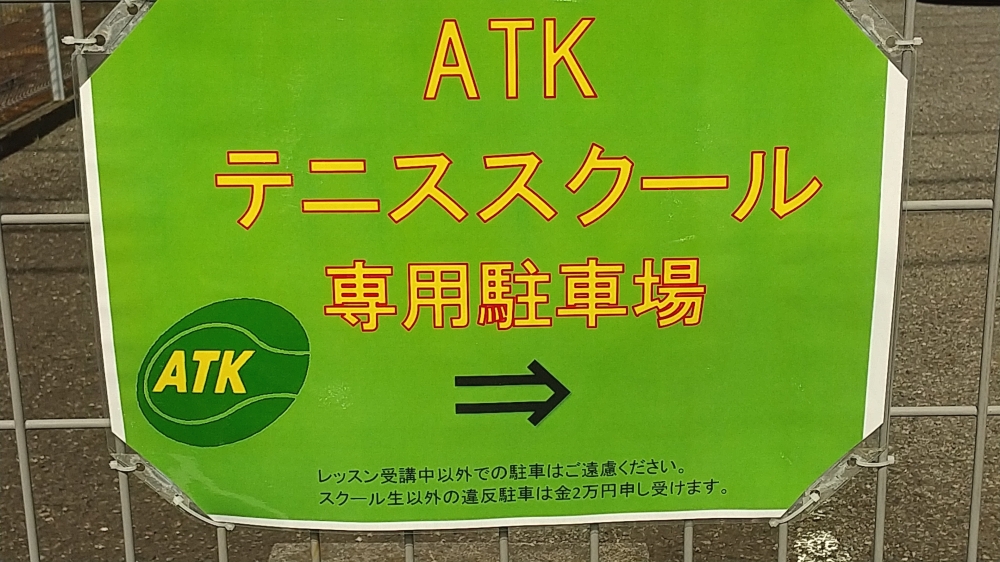 ATK
テニススクール
専用駐車場
ATK
⇒
レッスン受講中以外での駐車はご遠慮ください。
スクール生以外の違反駐車は金2万円申し受けます。